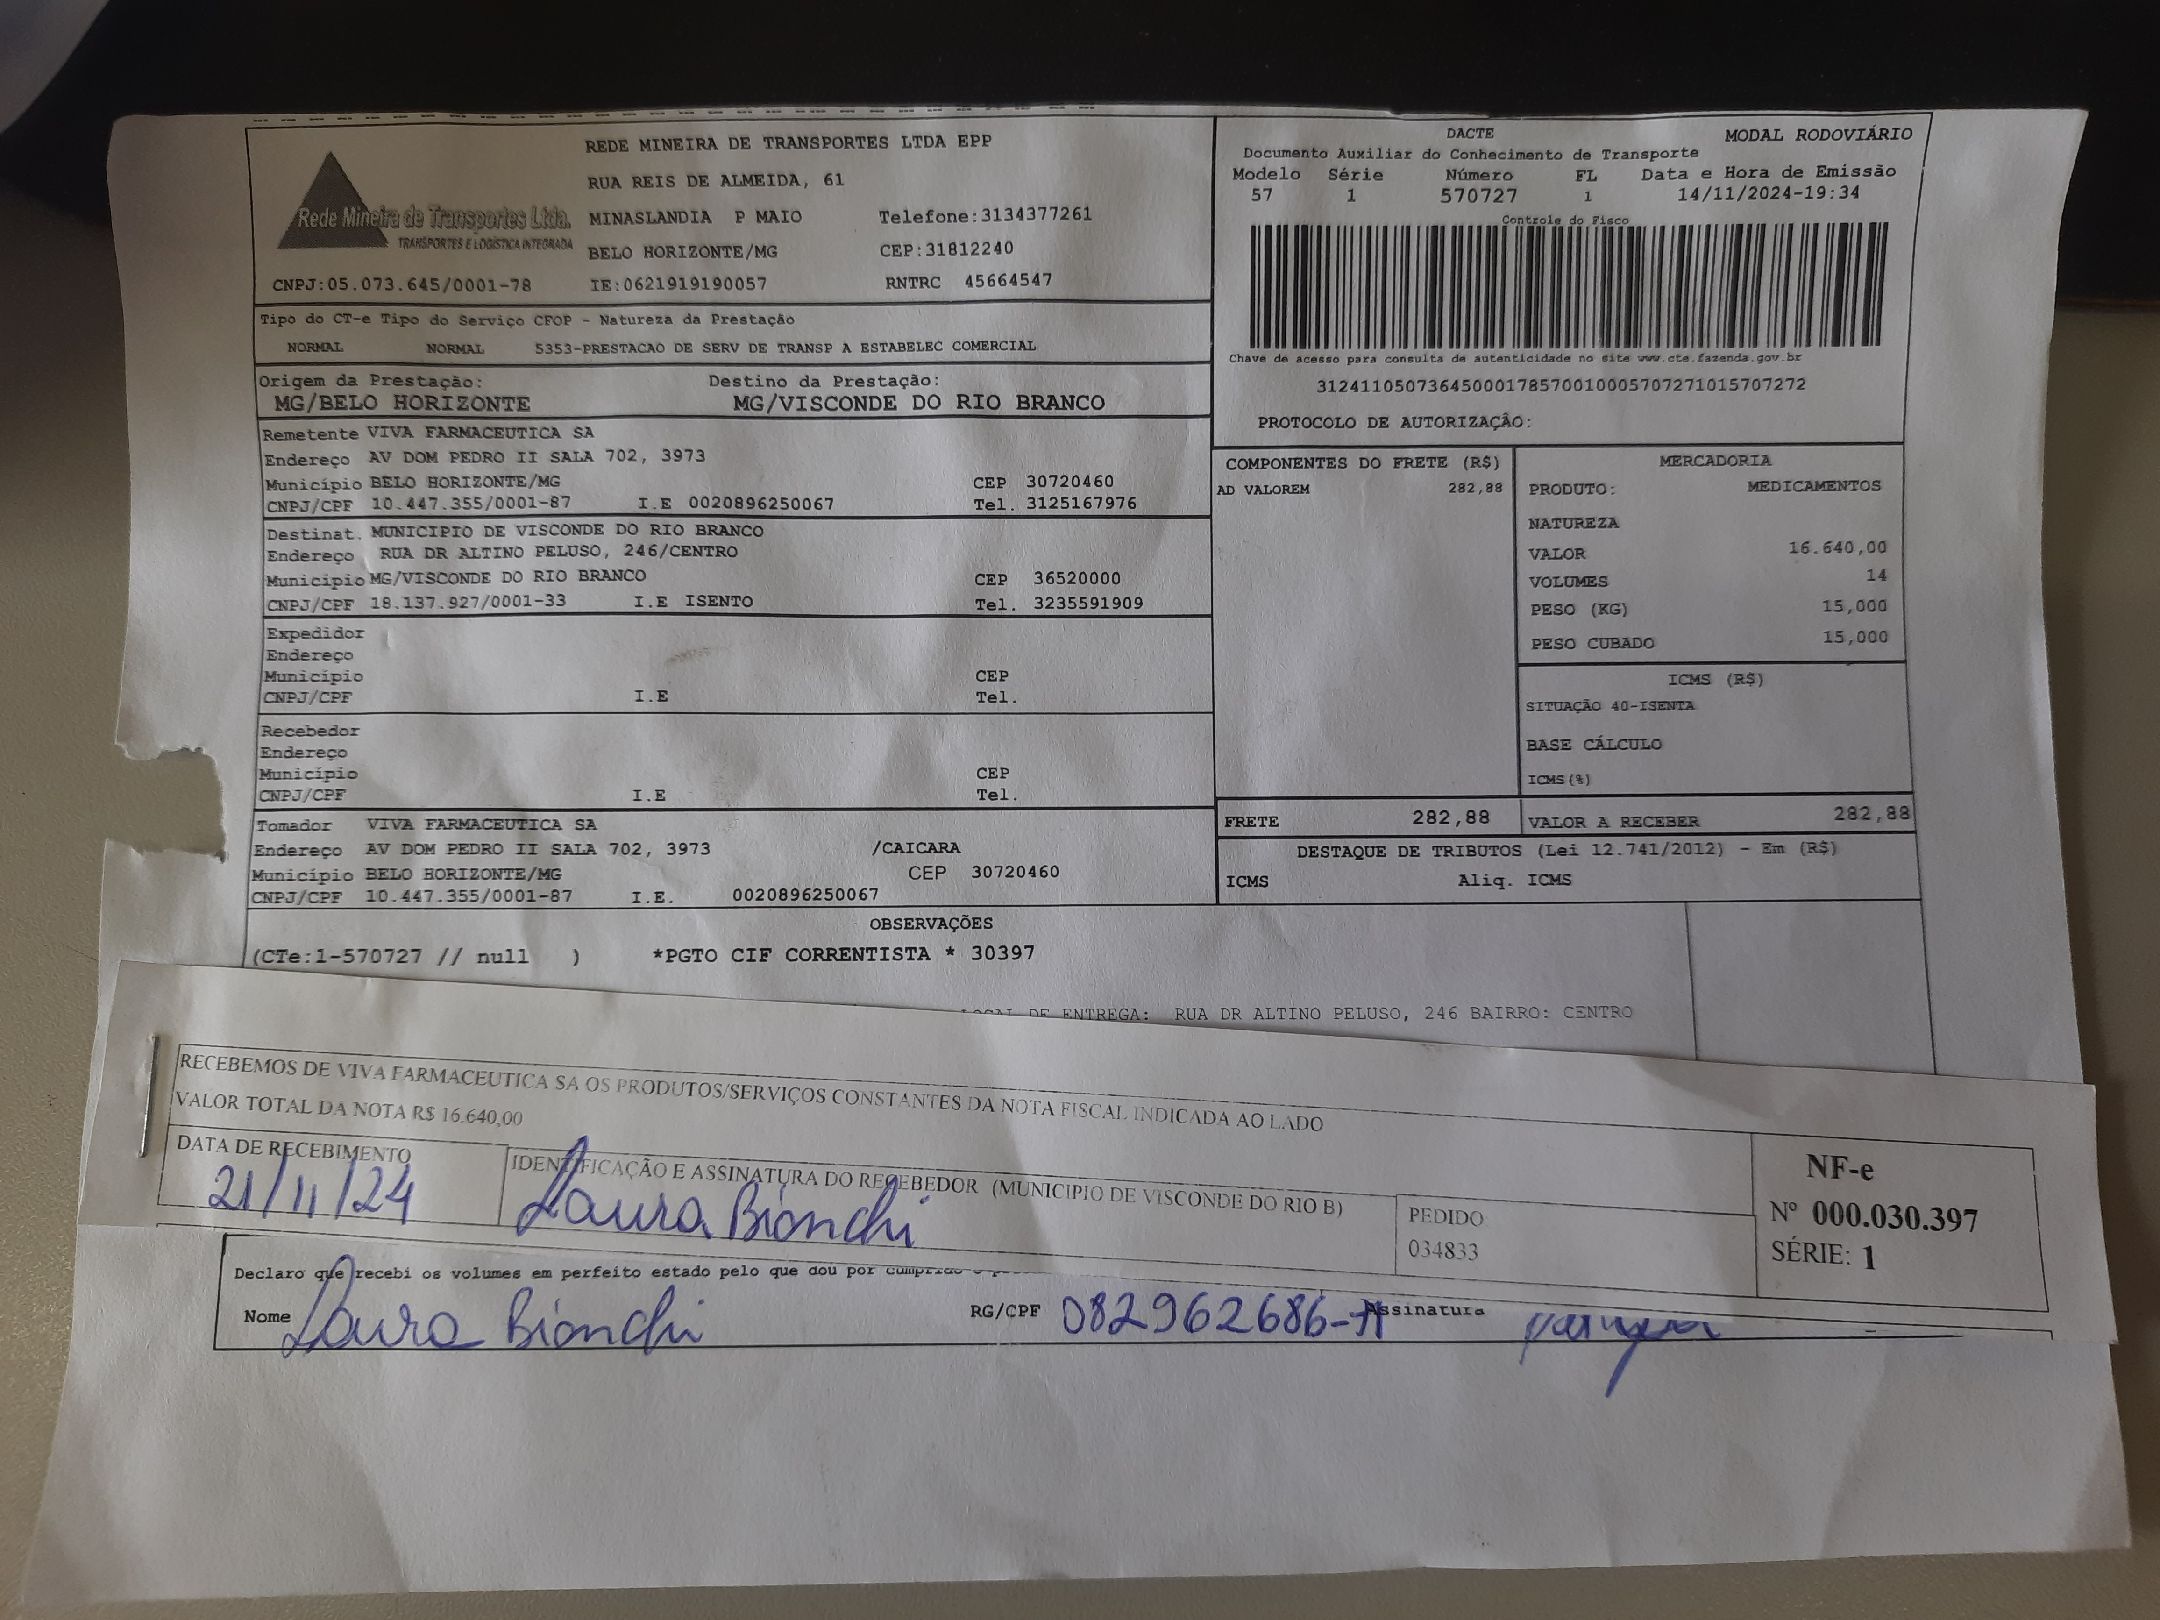 REDE MINEIRA DE TRANSPORTES LTDA EPP
RUA REIS DE ALMEIDA, 61
Rede Mineira de Transportes Ltda.
TRANSPORTES E LOGÍSTICA INTEGRADA
MINASLANDIA P MAIO Telefone:3134377261
BELO HORIZONTE/MG CEP:31812240
CNPJ:05.073.645/0001-78 IE:0621919190057 RNTRC 45664547
DACTE MODAL RODOVIÁRIO
Documento Auxiliar do Conhecimento de Transporte
Modelo Série Número FL Data e Hora de Emissão
57 1 570727 1 14/11/2024-19:34
Controle do Fisco
Chave de acesso para consulta de autenticidade no site www.cte.fazenda.gov.br
31241105073645000178570010005707271015707272
PROTOCOLO DE AUTORIZAÇÃO:
Tipo do CT-e Tipo do Serviço CFOP - Natureza da Prestação
NORMAL NORMAL 5353-PRESTACAO DE SERV DE TRANSP A ESTABELEC COMERCIAL
Origem da Prestação: Destino da Prestação:
MG/BELO HORIZONTE MG/VISCONDE DO RIO BRANCO
Remetente VIVA FARMACEUTICA SA
Endereço AV DOM PEDRO II SALA 702, 3973
Município BELO HORIZONTE/MG CEP 30720460
CNPJ/CPF 10.447.355/0001-87 I.E 0020896250067 Tel. 3125167976
Destinat. MUNICIPIO DE VISCONDE DO RIO BRANCO
Endereço RUA DR ALTINO PELUSO, 246/CENTRO
Município MG/VISCONDE DO RIO BRANCO CEP 36520000
CNPJ/CPF 18.137.927/0001-33 I.E ISENTO Tel. 3235591909
Expedidor
Endereço
Município CEP
CNPJ/CPF I.E Tel.
Recebedor
Endereço
Município CEP
CNPJ/CPF I.E Tel.
Tomador VIVA FARMACEUTICA SA
Endereço AV DOM PEDRO II SALA 702, 3973 /CAICARA
Município BELO HORIZONTE/MG CEP 30720460
CNPJ/CPF 10.447.355/0001-87 I.E. 0020896250067
COMPONENTES DO FRETE (R$)
AD VALOREM 282,88
MERCADORIA
PRODUTO: MEDICAMENTOS
NATUREZA
VALOR 16.640,00
VOLUMES 14
PESO (KG) 15,000
PESO CUBADO 15,000
ICMS (R$)
SITUAÇÃO 40-ISENTA
BASE CÁLCULO
ICMS(%)
FRETE 282,88 VALOR A RECEBER 282,88
DESTAQUE DE TRIBUTOS (Lei 12.741/2012) - Em (R$)
ICMS Aliq. ICMS
OBSERVAÇÕES
(CTe:1-570727 // null ) *PGTO CIF CORRENTISTA * 30397
LOCAL DE ENTREGA: RUA DR ALTINO PELUSO, 246 BAIRRO: CENTRO
RECEBEMOS DE VIVA FARMACEUTICA SA OS PRODUTOS/SERVIÇOS CONSTANTES DA NOTA FISCAL INDICADA AO LADO
VALOR TOTAL DA NOTA R$ 16.640,00
DATA DE RECEBIMENTO IDENTIFICAÇÃO E ASSINATURA DO RECEBEDOR (MUNICIPIO DE VISCONDE DO RIO B)
21/11/24 Laura Bionchi
PEDIDO
034833
NF-e
Nº 000.030.397
SÉRIE: 1
Declaro que recebi os volumes em perfeito estado pelo que dou por cumprido o
Nome Laura Bionchi RG/CPF 082962686- Assinatura